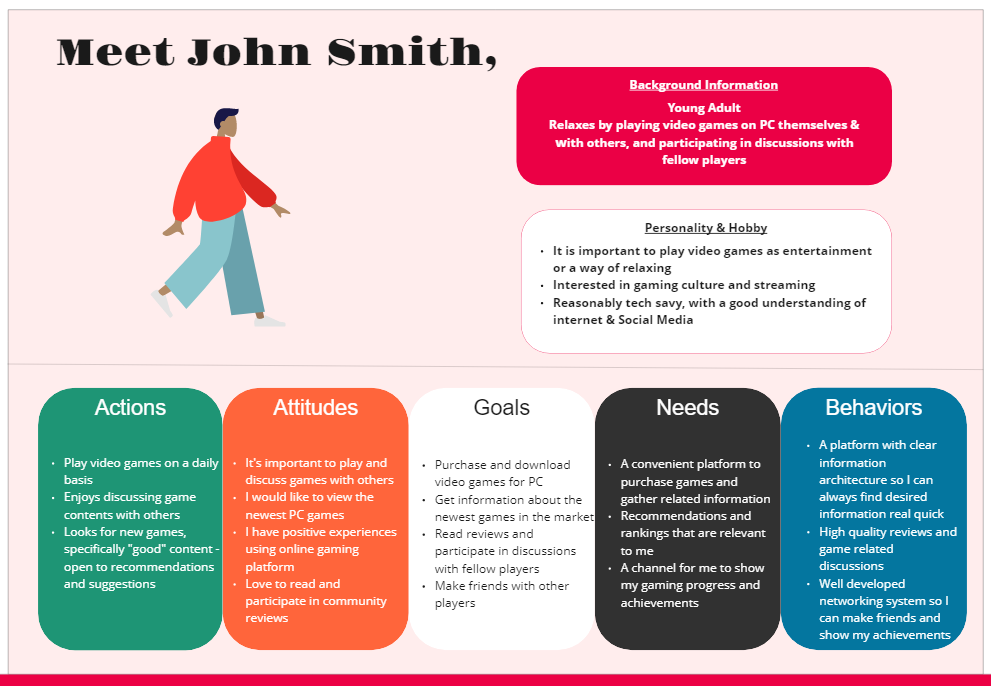 Meet John Smith,
Background Information
Young Adult
Relaxes by playing video games on PC themselves &
with others, and participating in discussions with
fellow players
Personality & Hobby
· It is important to play video games as entertainment
or a way of relaxing
· Interested in gaming culture and streaming
· Reasonably tech savy, with a good understanding of
internet & Social Media
Actions
· Play video games on a daily
basis
· Enjoys discussing game
contents with others
· Looks for new games,
specifically "good" content -
open to recommendations
and suggestions
Attitudes
· It's important to play and
discuss games with others
· I would like to view the
newest PC games
· I have positive experiences
using online gaming
platform
· Love to read and
participate in community
reviews
Goals
· Purchase and download
video games for PC
· Get information about the
newest games in the market
· Read reviews and
participate in discussions
with fellow players
· Make friends with other
players
Needs
· A convenient platform to
purchase games and
gather related information
· Recommendations and
rankings that are relevant
to me
· A channel for me to show
my gaming progress and
achievements
Behaviors
· A platform with clear
information
architecture so I can
always find desired
information real quick
· High quality reviews and
game related
discussions
· Well developed
networking system so I
can make friends and
show my achievements